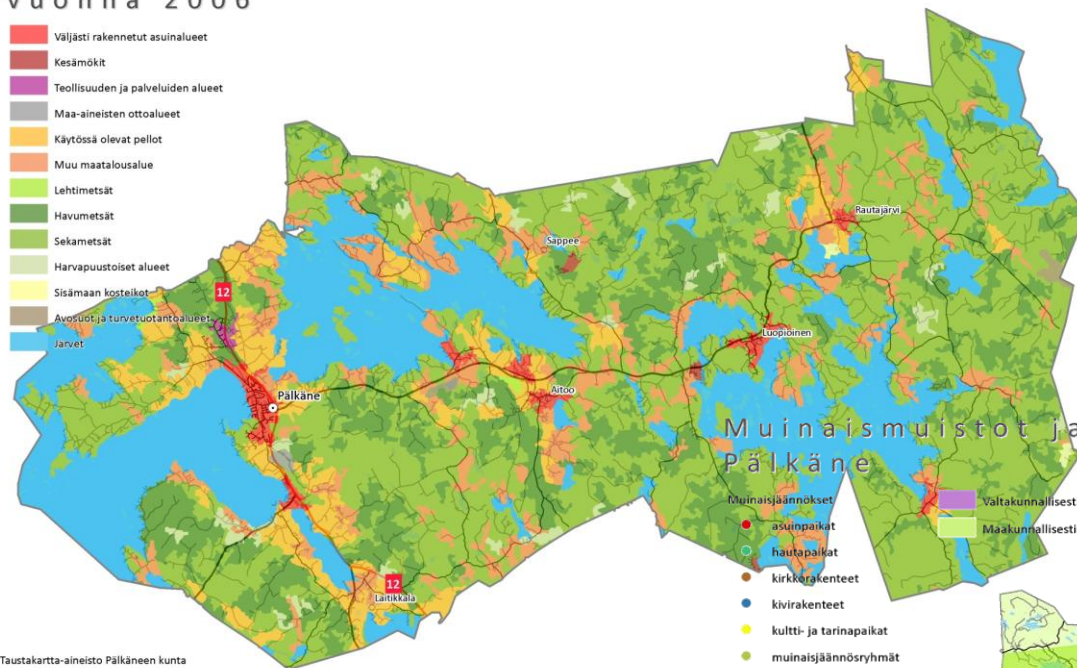 vuonna 2006
Väljästi rakennetut asuinalueet
Kesämökit
Teollisuuden ja palveluiden alueet
Maa-aineisten ottoalueet
Käytössä olevat pellot
Muu maatalousalue
Lehtimetsät
Havumetsät
Sekametsät
Harvapuustoiset alueet
Sisämaan kosteikot
Avosuot ja turvetuotantoalueet
Järvet
12
Pälkäne
Sappee
Rautajärvi
Luopioinen
Aitoo
12
Laitikkala
Muinaismuistot ja
Pälkäne
Muinaisjäännökset
asuinpaikat
hautapaikat
kirkkorakenteet
kivirakenteet
kultti- ja tarinapaikat
muinaisjäännösryhmät
Valtakunnallisest
Maakunnallisesti
Taustakartta-aineisto Pälkäneen kunta